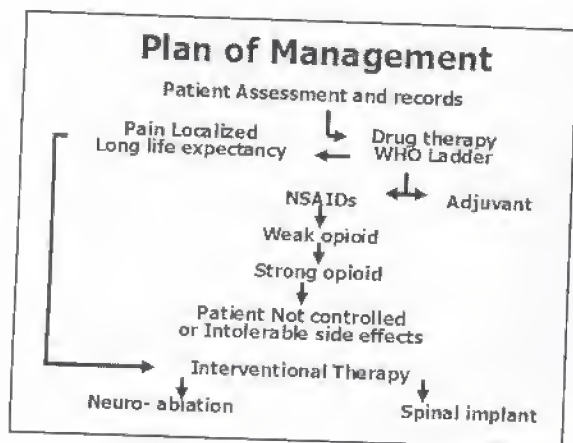 Plan of Management
Patient Assessment and records
Pain Localized
Long life expectancy
Drug therapy
WHO Ladder
NSAIDs
Adjuvant
Weak opioid
Strong opioid
Patient Not controlled
or Intolerable side effects
Interventional Therapy
Neuro- ablation
Spinal implant